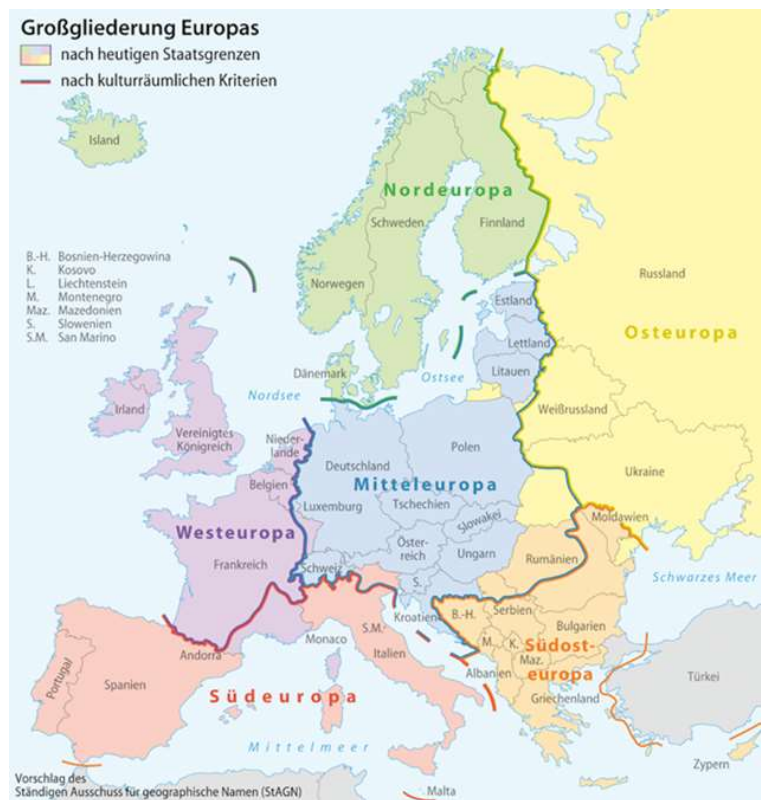 Großgliederung Europas
nach heutigen Staatsgrenzen
nach kulturräumlichen Kriterien
Island
Nordeuropa
Schweden
Finnland
Norwegen
B.-H. Bosnien-Herzegowina
K. Kosovo
L. Liechtenstein
M. Montenegro
Maz. Mazedonien
S. Slowenien
S.M. San Marino
Russland
Estland
Osteuropa
Lettland
Litauen
Dänemark
Ostsee
Nordsee
Irland
Vereinigtes
Königreich
Weißrussland
Nieder-
lande
Polen
Deutschland
Ukraine
Belgien
Mitteleuropa
Luxemburg
Tschechien
Slowakei
Moldawien
Westeuropa
Öster-
reich
Ungarn
Rumänien
Frankreich
Schweiz
S.
Schwarzes Meer
Kroatien
B.-H.
Serbien
S.M.
Bulgarien
Monaco
Italien
M.
K.
Südost-
europa
Maz.
Andorra
Albanien
Portugal
Spanien
Südeuropa
Griechenland
Türkei
Mittelmeer
Zypern
Malta
Vorschlag des
Ständigen Ausschuss für geographische Namen (StAGN)